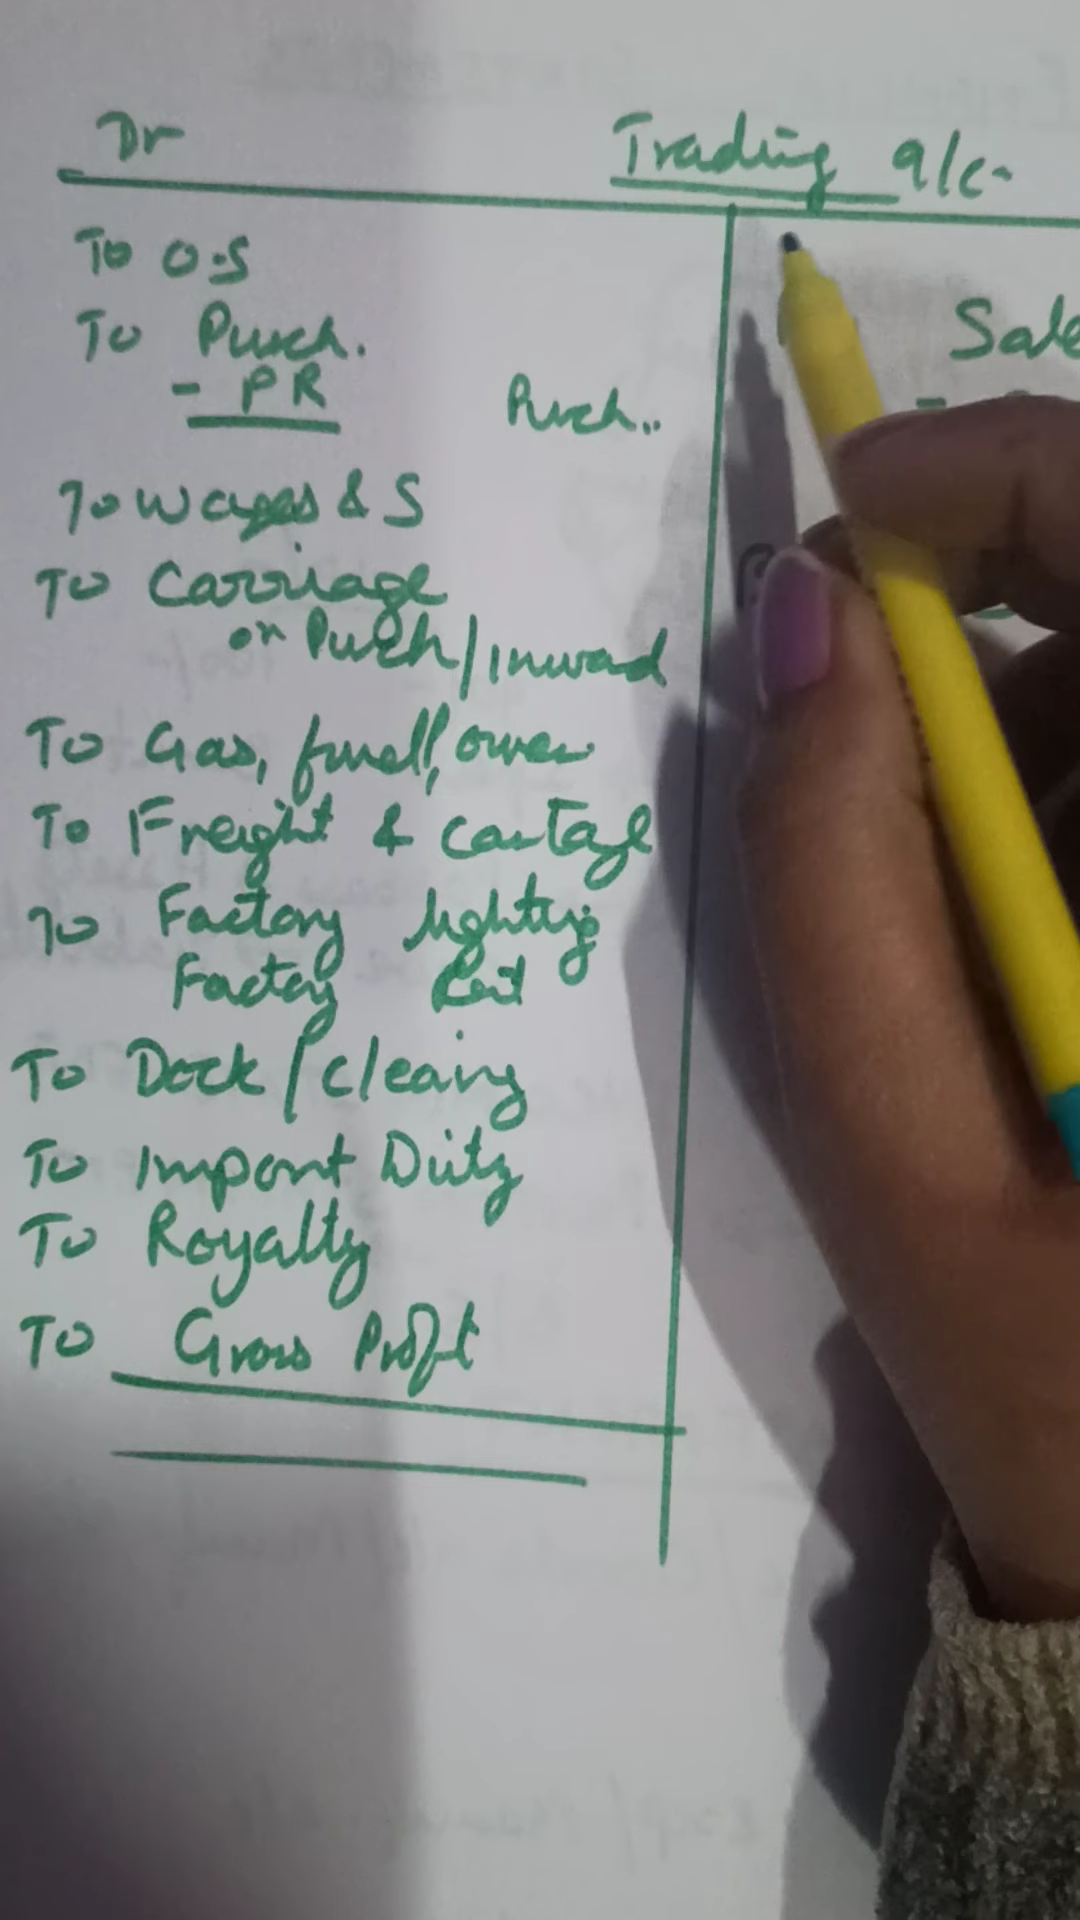 Dr
Trading a/c
To O.S
To Purch.
- PR
Purch..
Sale
-
To Wages & S
To Carriage
on Purch/Inward
To Gas, fuel,
To Freight & Cartage
To Factory lighting
Factory Rent
To Dock/clearing
To Import Duty
To Royalty
To Gross Profit